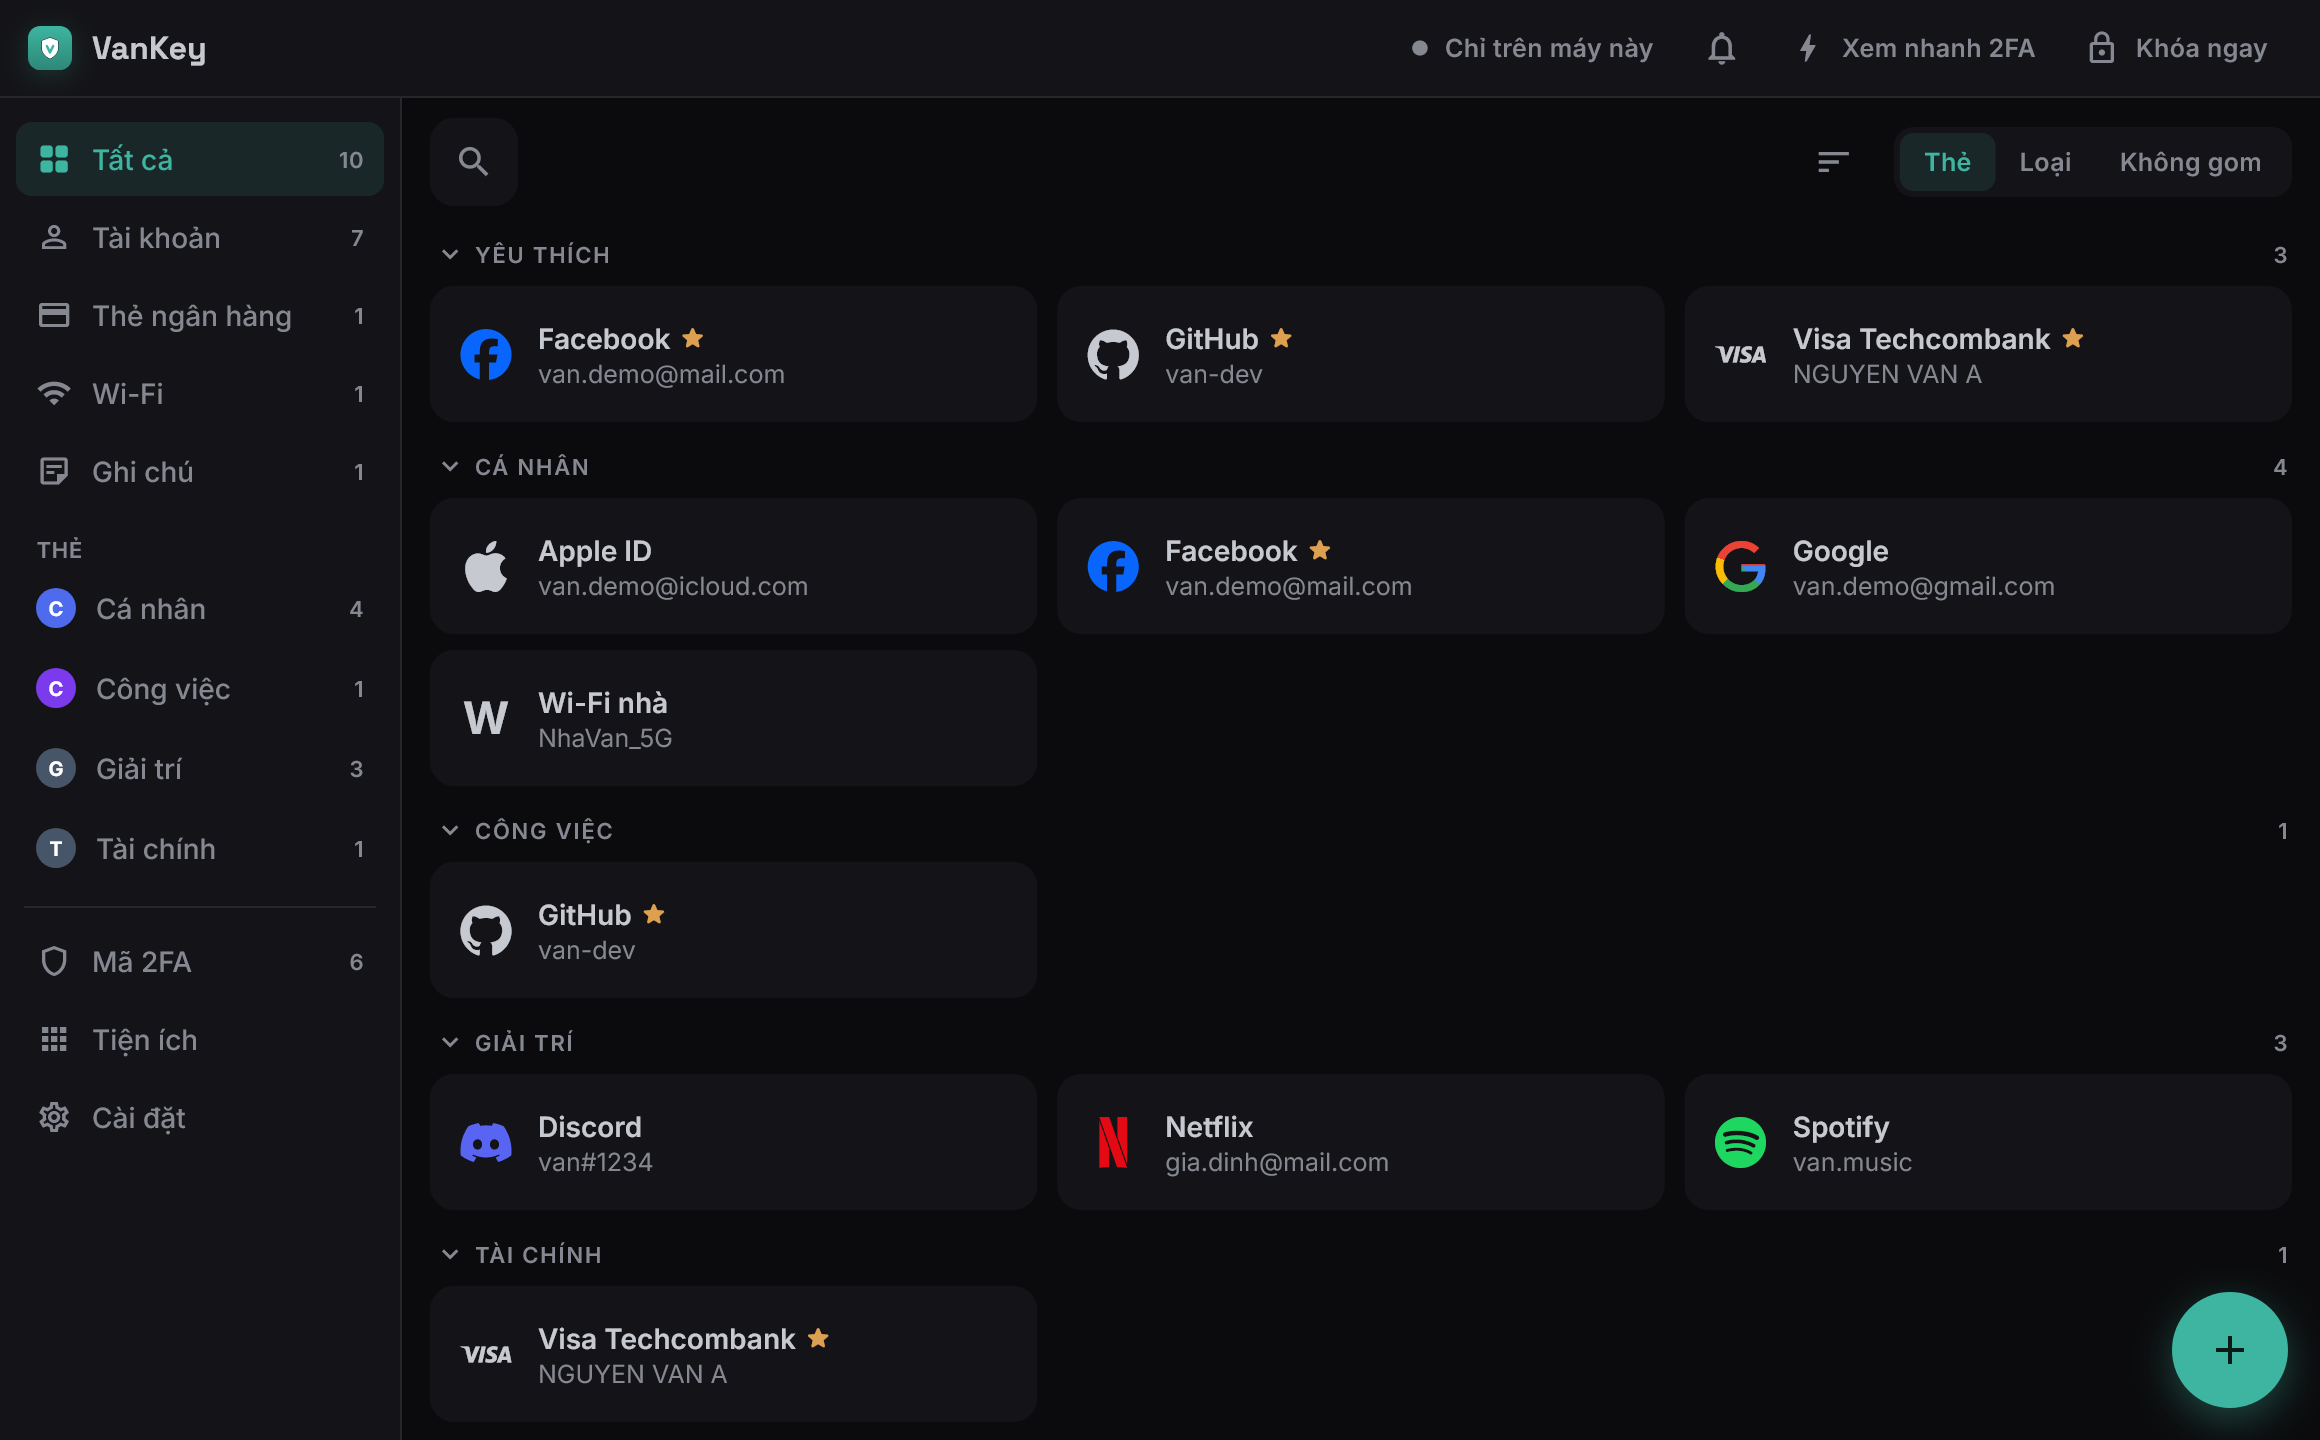 VanKey
Chỉ trên máy này
Xem nhanh 2FA
Khóa ngay
Tất cả 10
Tài khoản 7
Thẻ ngân hàng 1
Wi-Fi 1
Ghi chú 1
THẺ
C Cá nhân 4
C Công việc 1
G Giải trí 3
T Tài chính 1
Mã 2FA 6
Tiện ích
Cài đặt
Thẻ Loại Không gom
YÊU THÍCH 3
Facebook
van.demo@mail.com
GitHub
van-dev
VISA
Visa Techcombank
NGUYEN VAN A
CÁ NHÂN 4
Apple ID
van.demo@icloud.com
Facebook
van.demo@mail.com
Google
van.demo@gmail.com
W
Wi-Fi nhà
NhaVan_5G
CÔNG VIỆC 1
GitHub
van-dev
GIẢI TRÍ 3
Discord
van#1234
Netflix
gia.dinh@mail.com
Spotify
van.music
TÀI CHÍNH 1
VISA
Visa Techcombank
NGUYEN VAN A